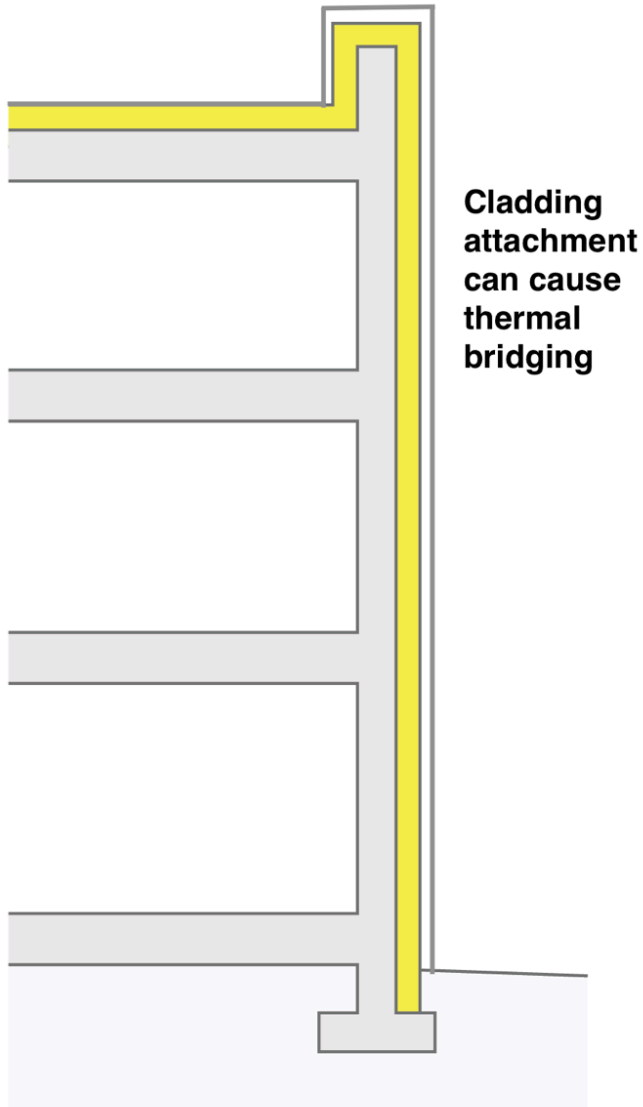 Cladding
attachment
can cause
thermal
bridging